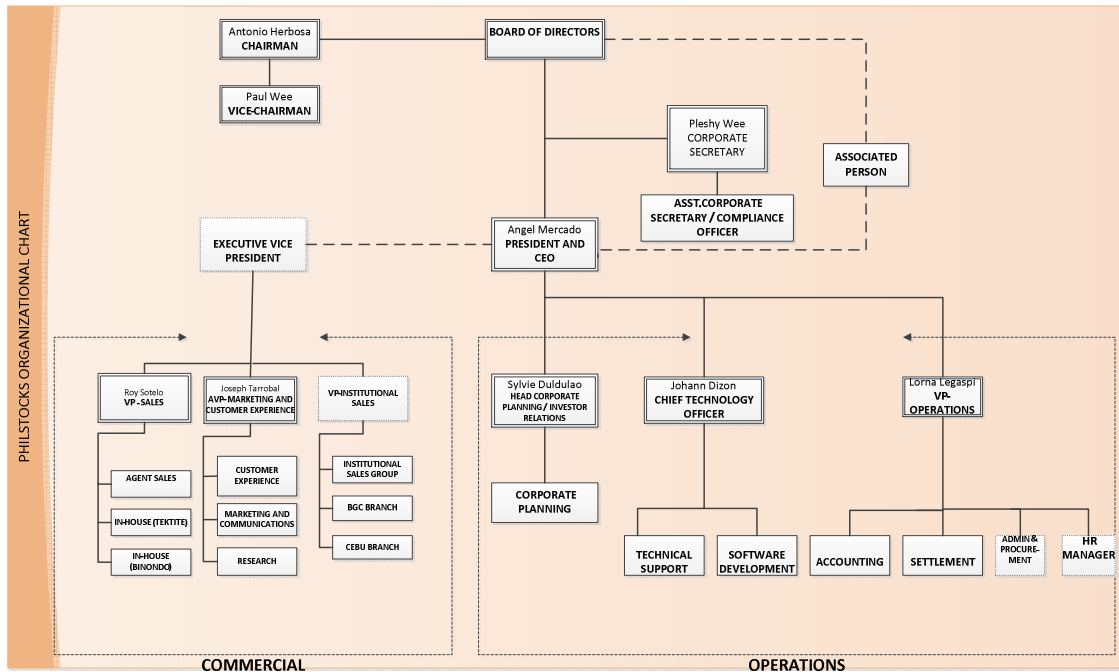 PHILSTOCKS ORGANIZATIONAL CHART
Antonio Herbosa
CHAIRMAN
BOARD OF DIRECTORS
Paul Wee
VICE-CHAIRMAN
Pleshy Wee
CORPORATE
SECRETARY
ASSOCIATED
PERSON
ASST.CORPORATE
SECRETARY / COMPLIANCE
OFFICER
EXECUTIVE VICE
PRESIDENT
Angel Mercado
PRESIDENT AND
CEO
Roy Sotelo
VP - SALES
Joseph Tarrobal
AVP- MARKETING AND
CUSTOMER EXPERIENCE
VP-INSTITUTIONAL
SALES
Sylvie Duldulao
HEAD CORPORATE
PLANNING / INVESTOR
RELATIONS
Johann Dizon
CHIEF TECHNOLOGY
OFFICER
Lorna Legaspi
VP-
OPERATIONS
AGENT SALES
IN-HOUSE (TEKTITE)
IN-HOUSE
(BINONDO)
CUSTOMER
EXPERIENCE
MARKETING AND
COMMUNICATIONS
RESEARCH
INSTITUTIONAL
SALES GROUP
BGC BRANCH
CEBU BRANCH
CORPORATE
PLANNING
TECHNICAL
SUPPORT
SOFTWARE
DEVELOPMENT
ACCOUNTING
SETTLEMENT
ADMIN &
PROCURE-
MENT
HR
MANAGER
COMMERCIAL
OPERATIONS